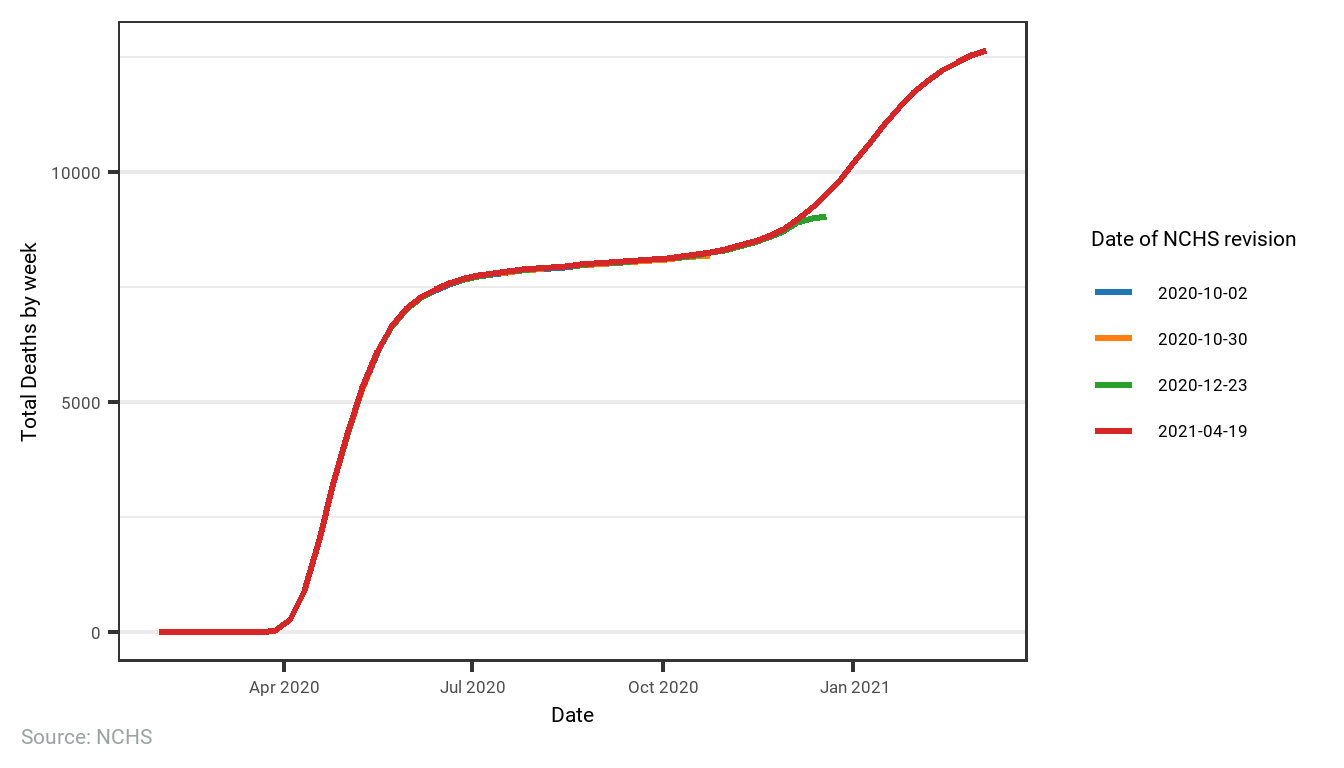 10000
5000
0
Total Deaths by week
Apr 2020
Jul 2020
Oct 2020
Jan 2021
Date
Date of NCHS revision
2020-10-02
2020-10-30
2020-12-23
2021-04-19
Source: NCHS